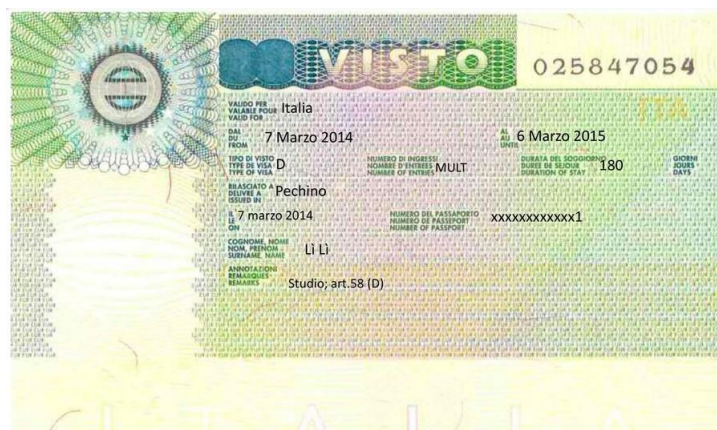 VISTO
025847054
ITA
VALIDO PER
VALABLE POUR
VALID FOR
Italia
DAL
DU
FROM
7 Marzo 2014
AL
AU
UNTIL
6 Marzo 2015
TIPO DI VISTO
TYPE DE VISA
TYPE OF VISA
D
NUMERO DI INGRESSI
NOMBRE D'ENTREES
NUMBER OF ENTRIES
MULT
DURATA DEL SOGGIORNO
DUREE DE SEJOUR
DURATION OF STAY
180
GIORNI
JOURS
DAYS
RILASCIATO A
DELIVRE A
ISSUED IN
Pechino
IL
LE
ON
7 marzo 2014
NUMERO DEL PASSAPORTO
NUMERO DE PASSEPORT
NUMBER OF PASSPORT
xxxxxxxxxxxx1
COGNOME, NOME
NOM, PRENOM
SURNAME, NAME
Lì Lì
ANNOTAZIONI
REMARQUES
REMARKS
Studio; art.58 (D)
ITALIA